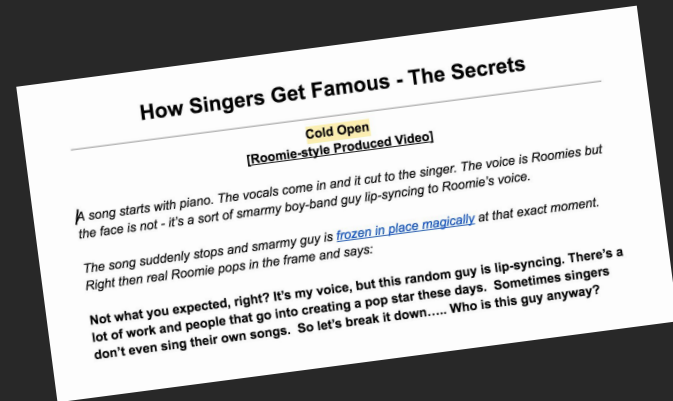 How Singers Get Famous - The Secrets
Cold Open
[Roomie-style Produced Video]
A song starts with piano. The vocals come in and it cut to the singer. The voice is Roomies but
the face is not - it's a sort of smarmy boy-band guy lip-syncing to Roomie's voice.
The song suddenly stops and smarmy guy is frozen in place magically at that exact moment.
Right then real Roomie pops in the frame and says:
Not what you expected, right? It's my voice, but this random guy is lip-syncing. There's a
lot of work and people that go into creating a pop star these days.  Sometimes singers
don't even sing their own songs.  So let's break it down..... Who is this guy anyway?